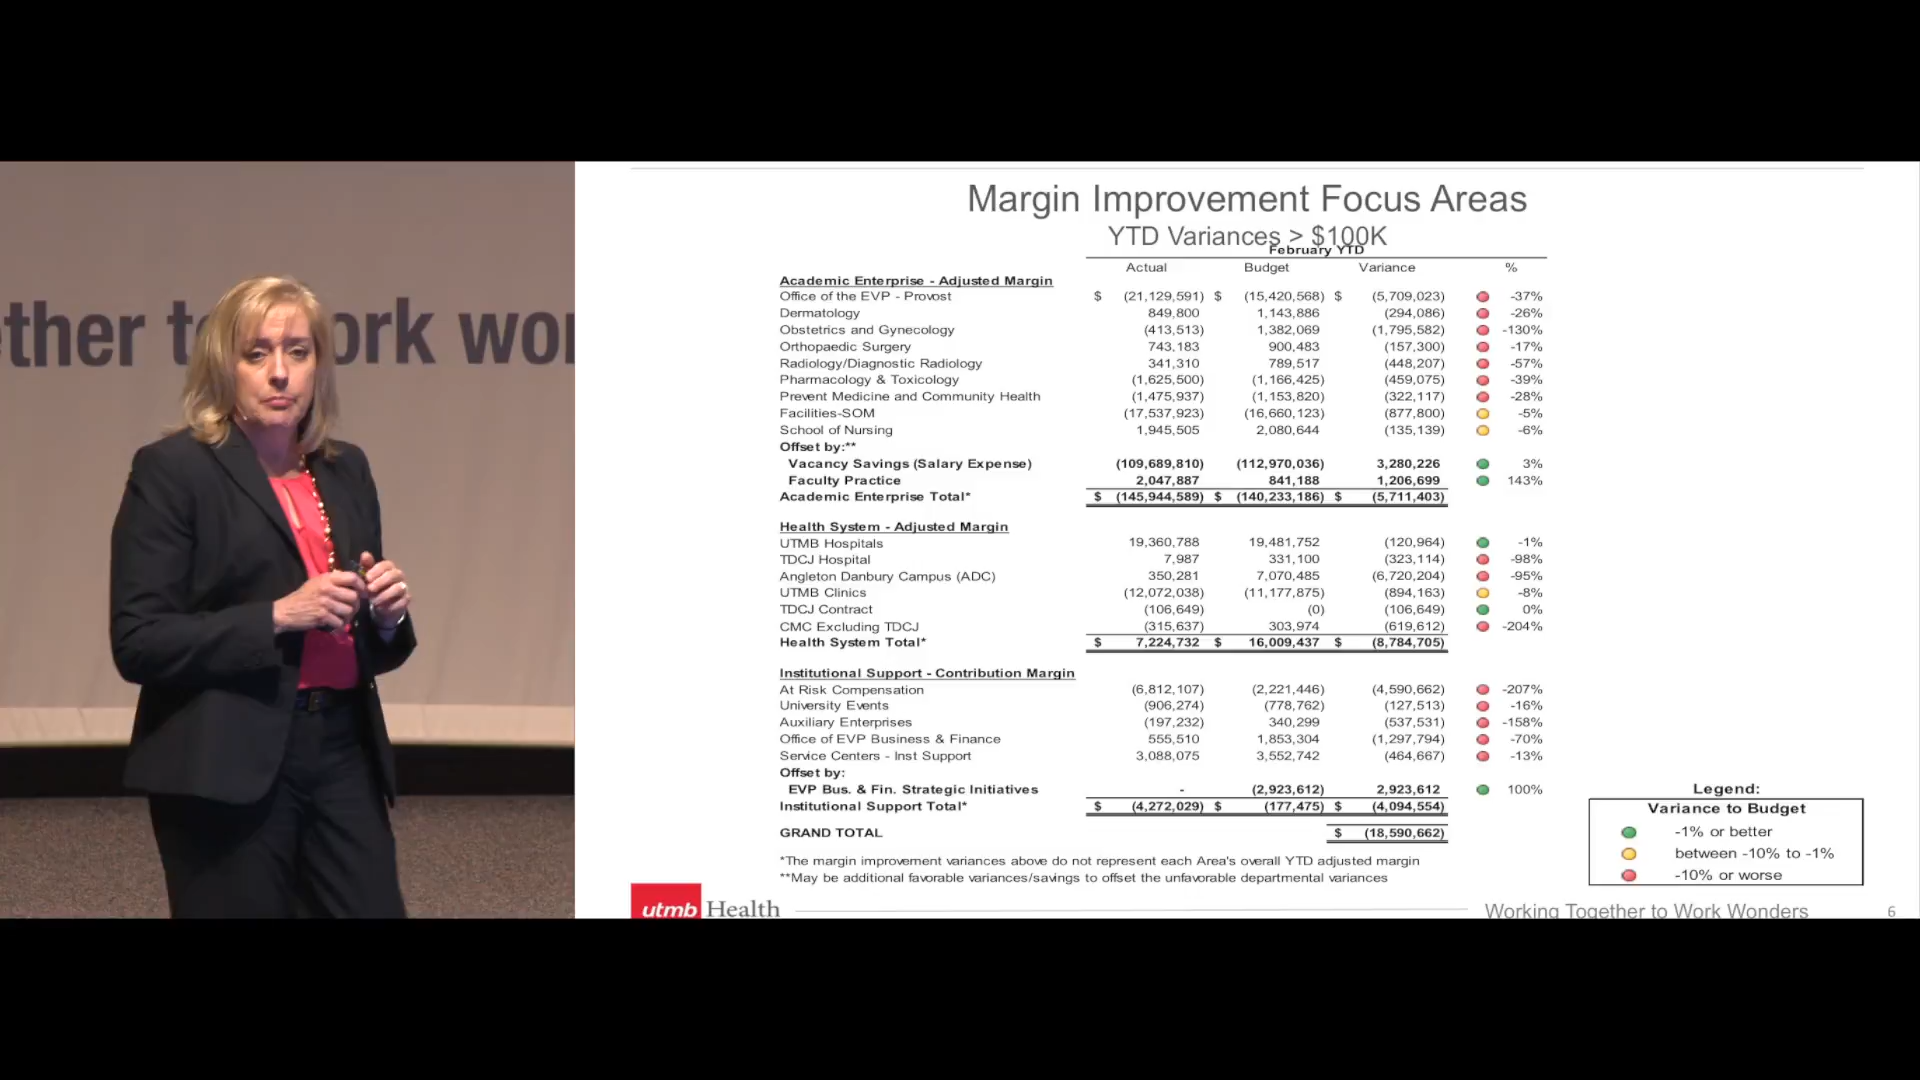 ether to work wor
Margin Improvement Focus Areas
YTD Variances > $100K
February YTD
Actual Budget Variance %
Academic Enterprise - Adjusted Margin
Office of the EVP - Provost $ (21,129,591) $ (15,420,568) $ (5,709,023) -37%
Dermatology 849,800 1,143,886 (294,086) -26%
Obstetrics and Gynecology (413,513) 1,382,069 (1,795,582) -130%
Orthopaedic Surgery 743,183 900,483 (157,300) -17%
Radiology/Diagnostic Radiology 341,310 789,517 (448,207) -57%
Pharmacology & Toxicology (1,625,500) (1,166,425) (459,075) -39%
Prevent Medicine and Community Health (1,475,937) (1,153,820) (322,117) -28%
Facilities-SOM (17,537,923) (16,660,123) (877,800) -5%
School of Nursing 1,945,505 2,080,644 (135,139) -6%
Offset by:**
Vacancy Savings (Salary Expense) (109,689,810) (112,970,036) 3,280,226 3%
Faculty Practice 2,047,887 841,188 1,206,699 143%
Academic Enterprise Total* $ (145,944,589) $ (140,233,186) $ (5,711,403)
Health System - Adjusted Margin
UTMB Hospitals 19,360,788 19,481,752 (120,964) -1%
TDCJ Hospital 7,987 331,100 (323,114) -98%
Angleton Danbury Campus (ADC) 350,281 7,070,485 (6,720,204) -95%
UTMB Clinics (12,072,038) (11,177,875) (894,163) -8%
TDCJ Contract (106,649) (0) (106,649) 0%
CMC Excluding TDCJ (315,637) 303,974 (619,612) -204%
Health System Total* $ 7,224,732 $ 16,009,437 $ (8,784,705)
Institutional Support - Contribution Margin
At Risk Compensation (6,812,107) (2,221,446) (4,590,662) -207%
University Events (906,274) (778,762) (127,513) -16%
Auxiliary Enterprises (197,232) 340,299 (537,531) -158%
Office of EVP Business & Finance 555,510 1,853,304 (1,297,794) -70%
Service Centers - Inst Support 3,088,075 3,552,742 (464,667) -13%
Offset by:
EVP Bus. & Fin. Strategic Initiatives - (2,923,612) 2,923,612 100%
Institutional Support Total* $ (4,272,029) $ (177,475) $ (4,094,554)
GRAND TOTAL $ (18,590,662)
*The margin improvement variances above do not represent each Area's overall YTD adjusted margin
**May be additional favorable variances/savings to offset the unfavorable departmental variances
Legend:
Variance to Budget
-1% or better
between -10% to -1%
-10% or worse
utmb Health
Working Together to Work Wonders 6